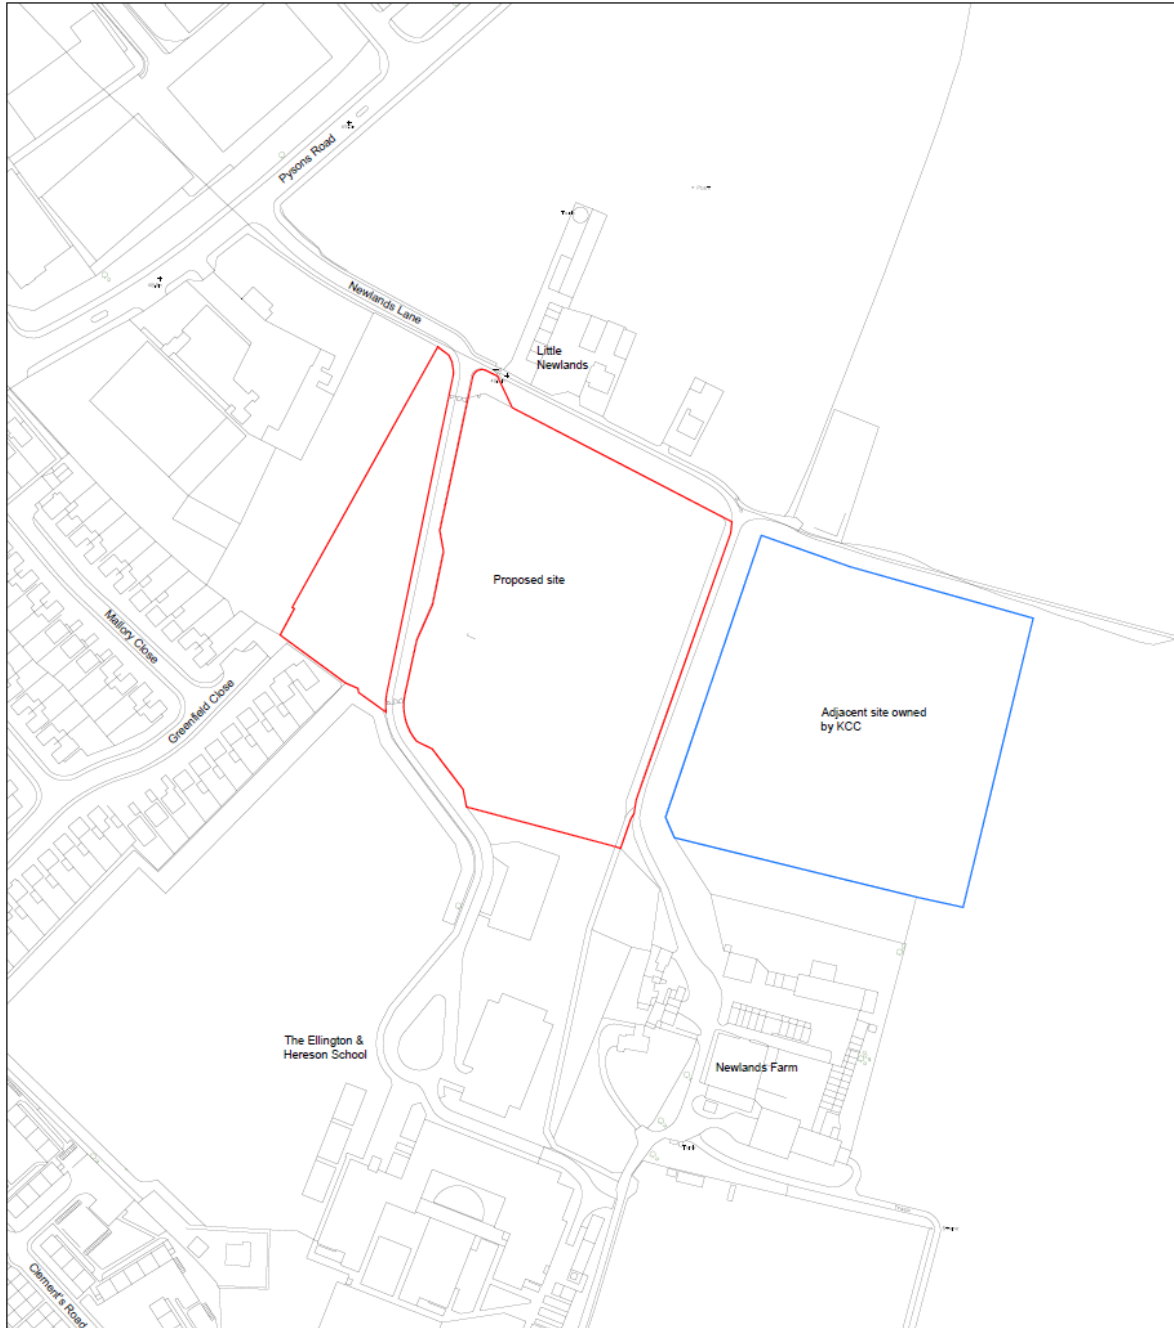 Pysons Road
Newlands Lane
Little
Newlands
Proposed site
Mallory Close
Greenfield Close
Adjacent site owned
by KCC
The Ellington &
Hereson School
Newlands Farm
Clement's Road